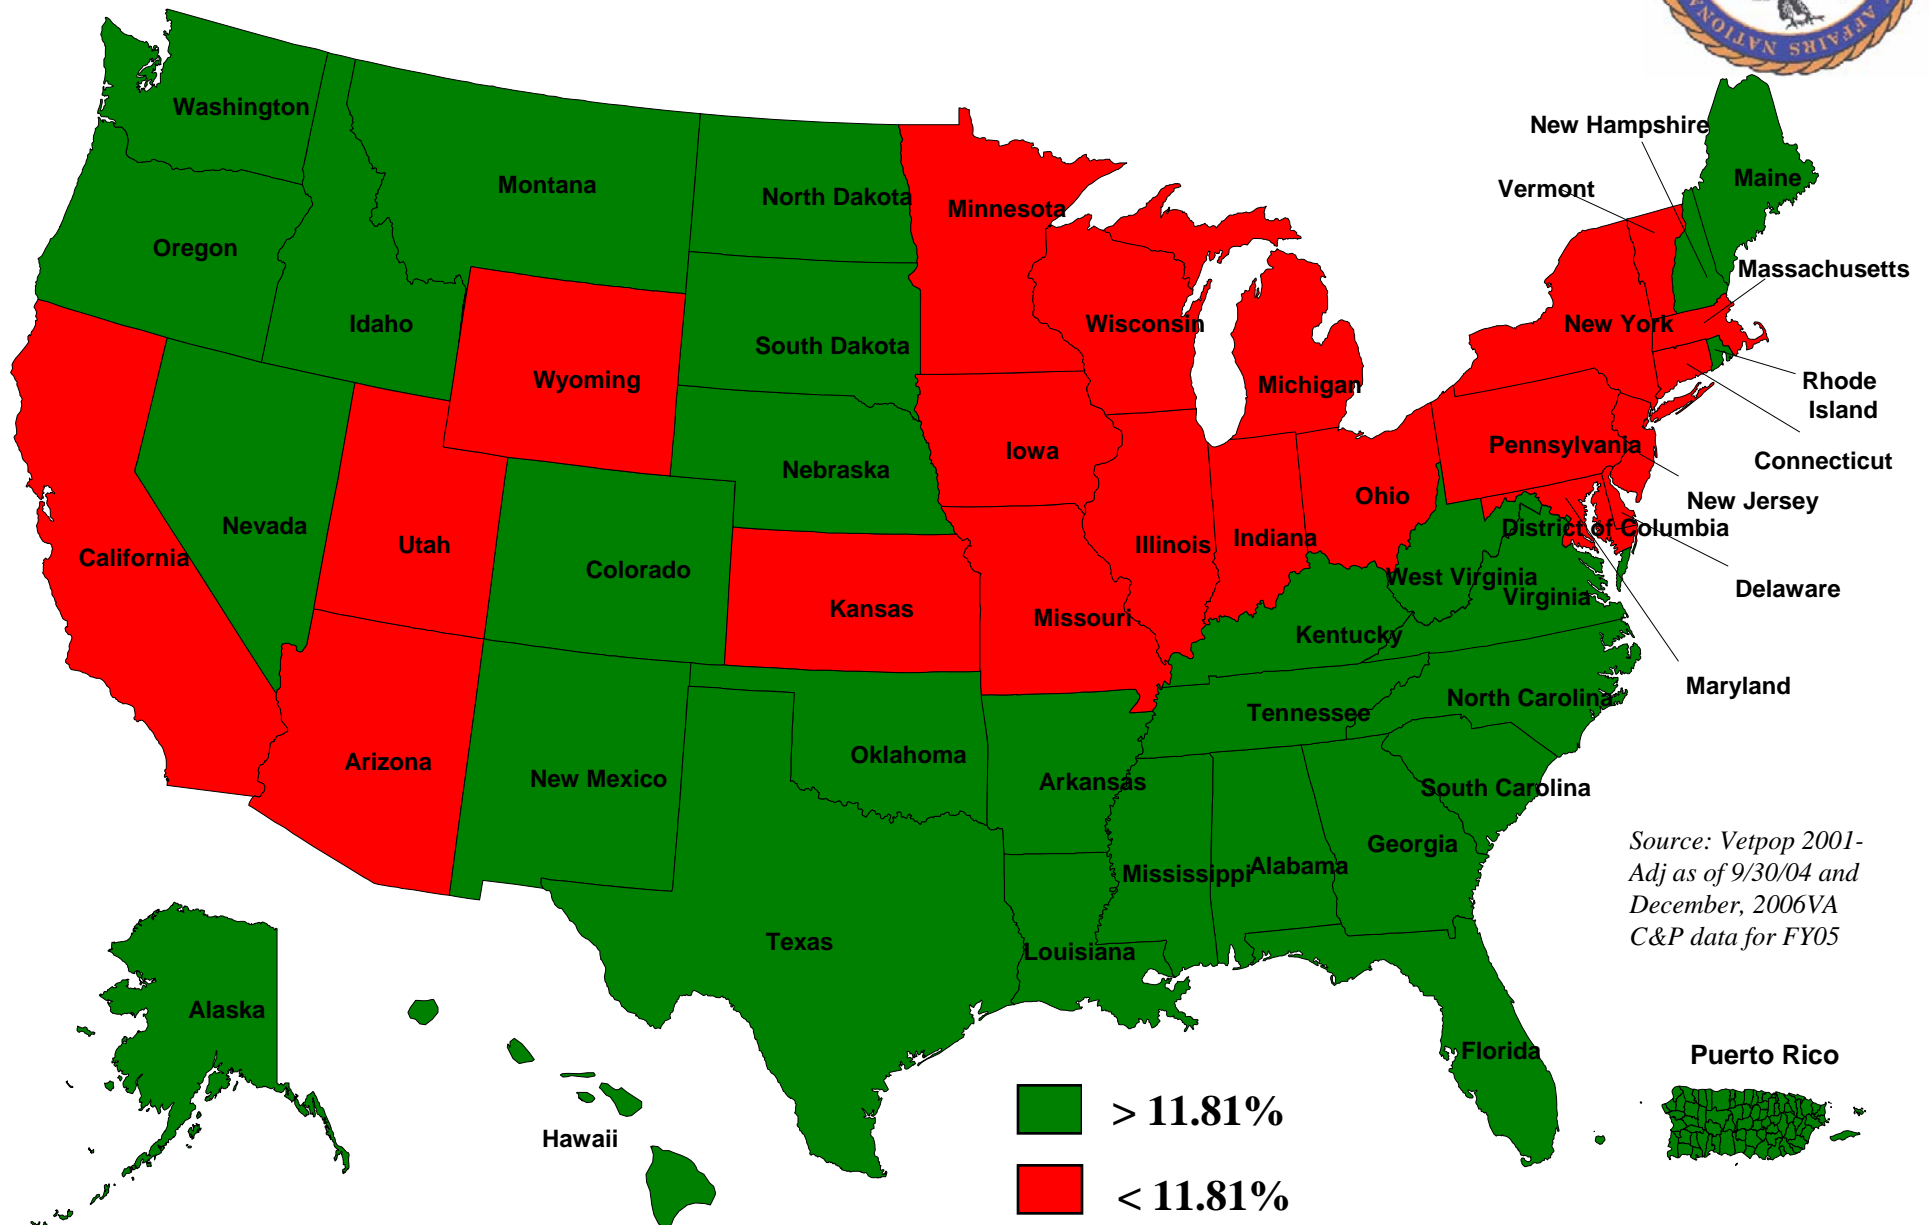 AFFAIRS NATIONA
Washington
New Hampshire
Maine
Montana
North Dakota
Minnesota
Vermont
Oregon
Massachusetts
Idaho
Wisconsin
New York
South Dakota
Wyoming
Michigan
Rhode
Island
Pennsylvania
Iowa
Nebraska
Connecticut
Ohio
New Jersey
Nevada
District of Columbia
Utah
Illinois
Indiana
California
Colorado
West Virginia
Virginia
Delaware
Kansas
Missouri
Kentucky
Maryland
North Carolina
Tennessee
Arizona
Oklahoma
New Mexico
Arkansas
South Carolina
Georgia
Mississippi
Alabama
Source: Vetpop 2001-
Adj as of 9/30/04 and
December, 2006VA
C&P data for FY05
Texas
Louisiana
Alaska
Florida
Puerto Rico
> 11.81%
Hawaii
< 11.81%